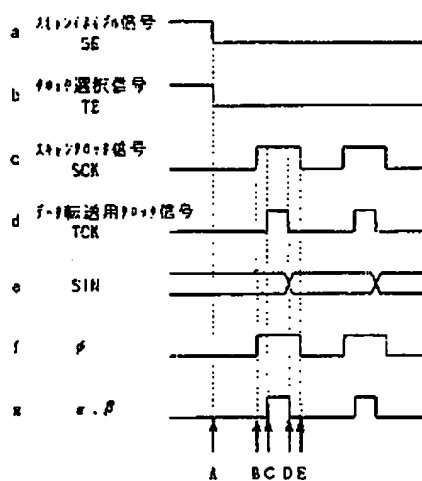 a スキャンイネイブル信号
SE
b クロック選択信号
TE
c スキャンクロック信号
SCK
d データ転送用クロック信号
TCK
e SIN
f φ
α . β
A B C D E